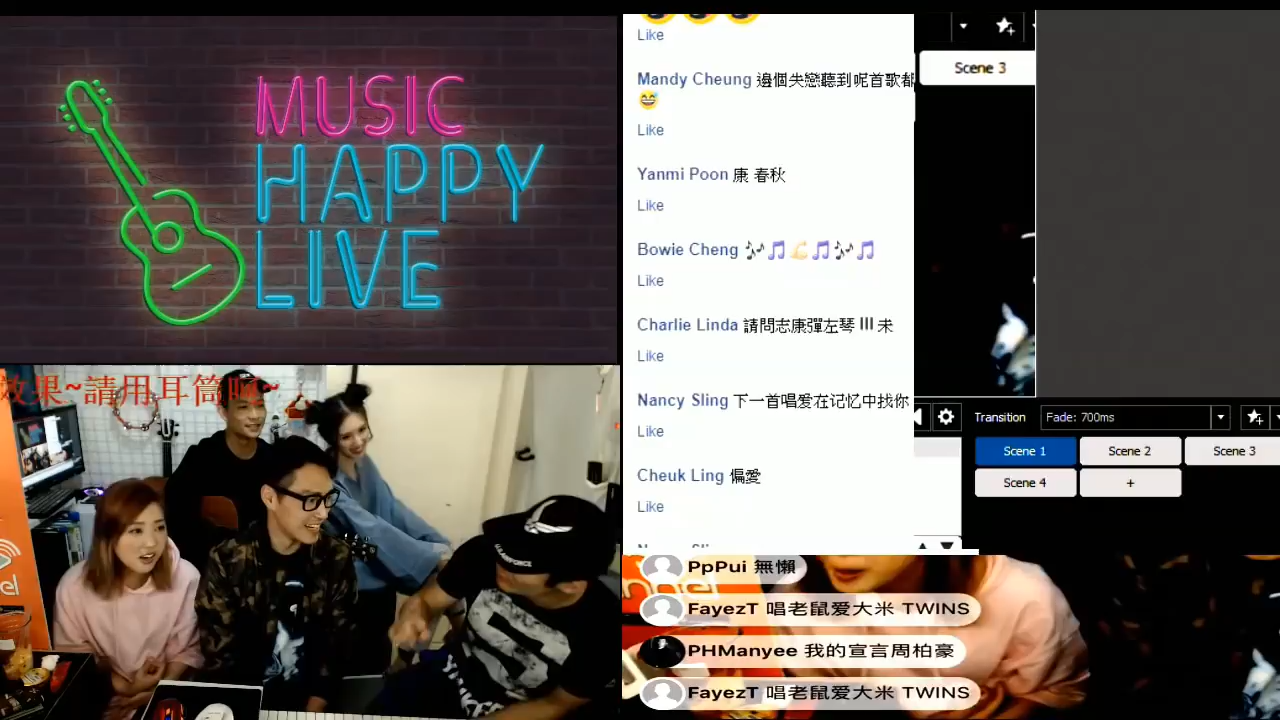 MUSIC
HAPPY
LIVE
效果~請用耳筒啊~
Like
Mandy Cheung 邊個失戀聽到呢首歌都
Like
Yanmi Poon 康 春秋
Like
Bowie Cheng
Like
Charlie Linda 請問志康彈左琴 lll 未
Like
Nancy Sling 下一首唱爱在记忆中找你
Like
Cheuk Ling 偏愛
Like
Scene 3
Transition
Fade: 700ms
Scene 1
Scene 2
Scene 3
Scene 4
+
PpPui 無懶
FayezT 唱老鼠爱大米 TWINS
PHManyee 我的宣言周柏豪
FayezT 唱老鼠爱大米 TWINS